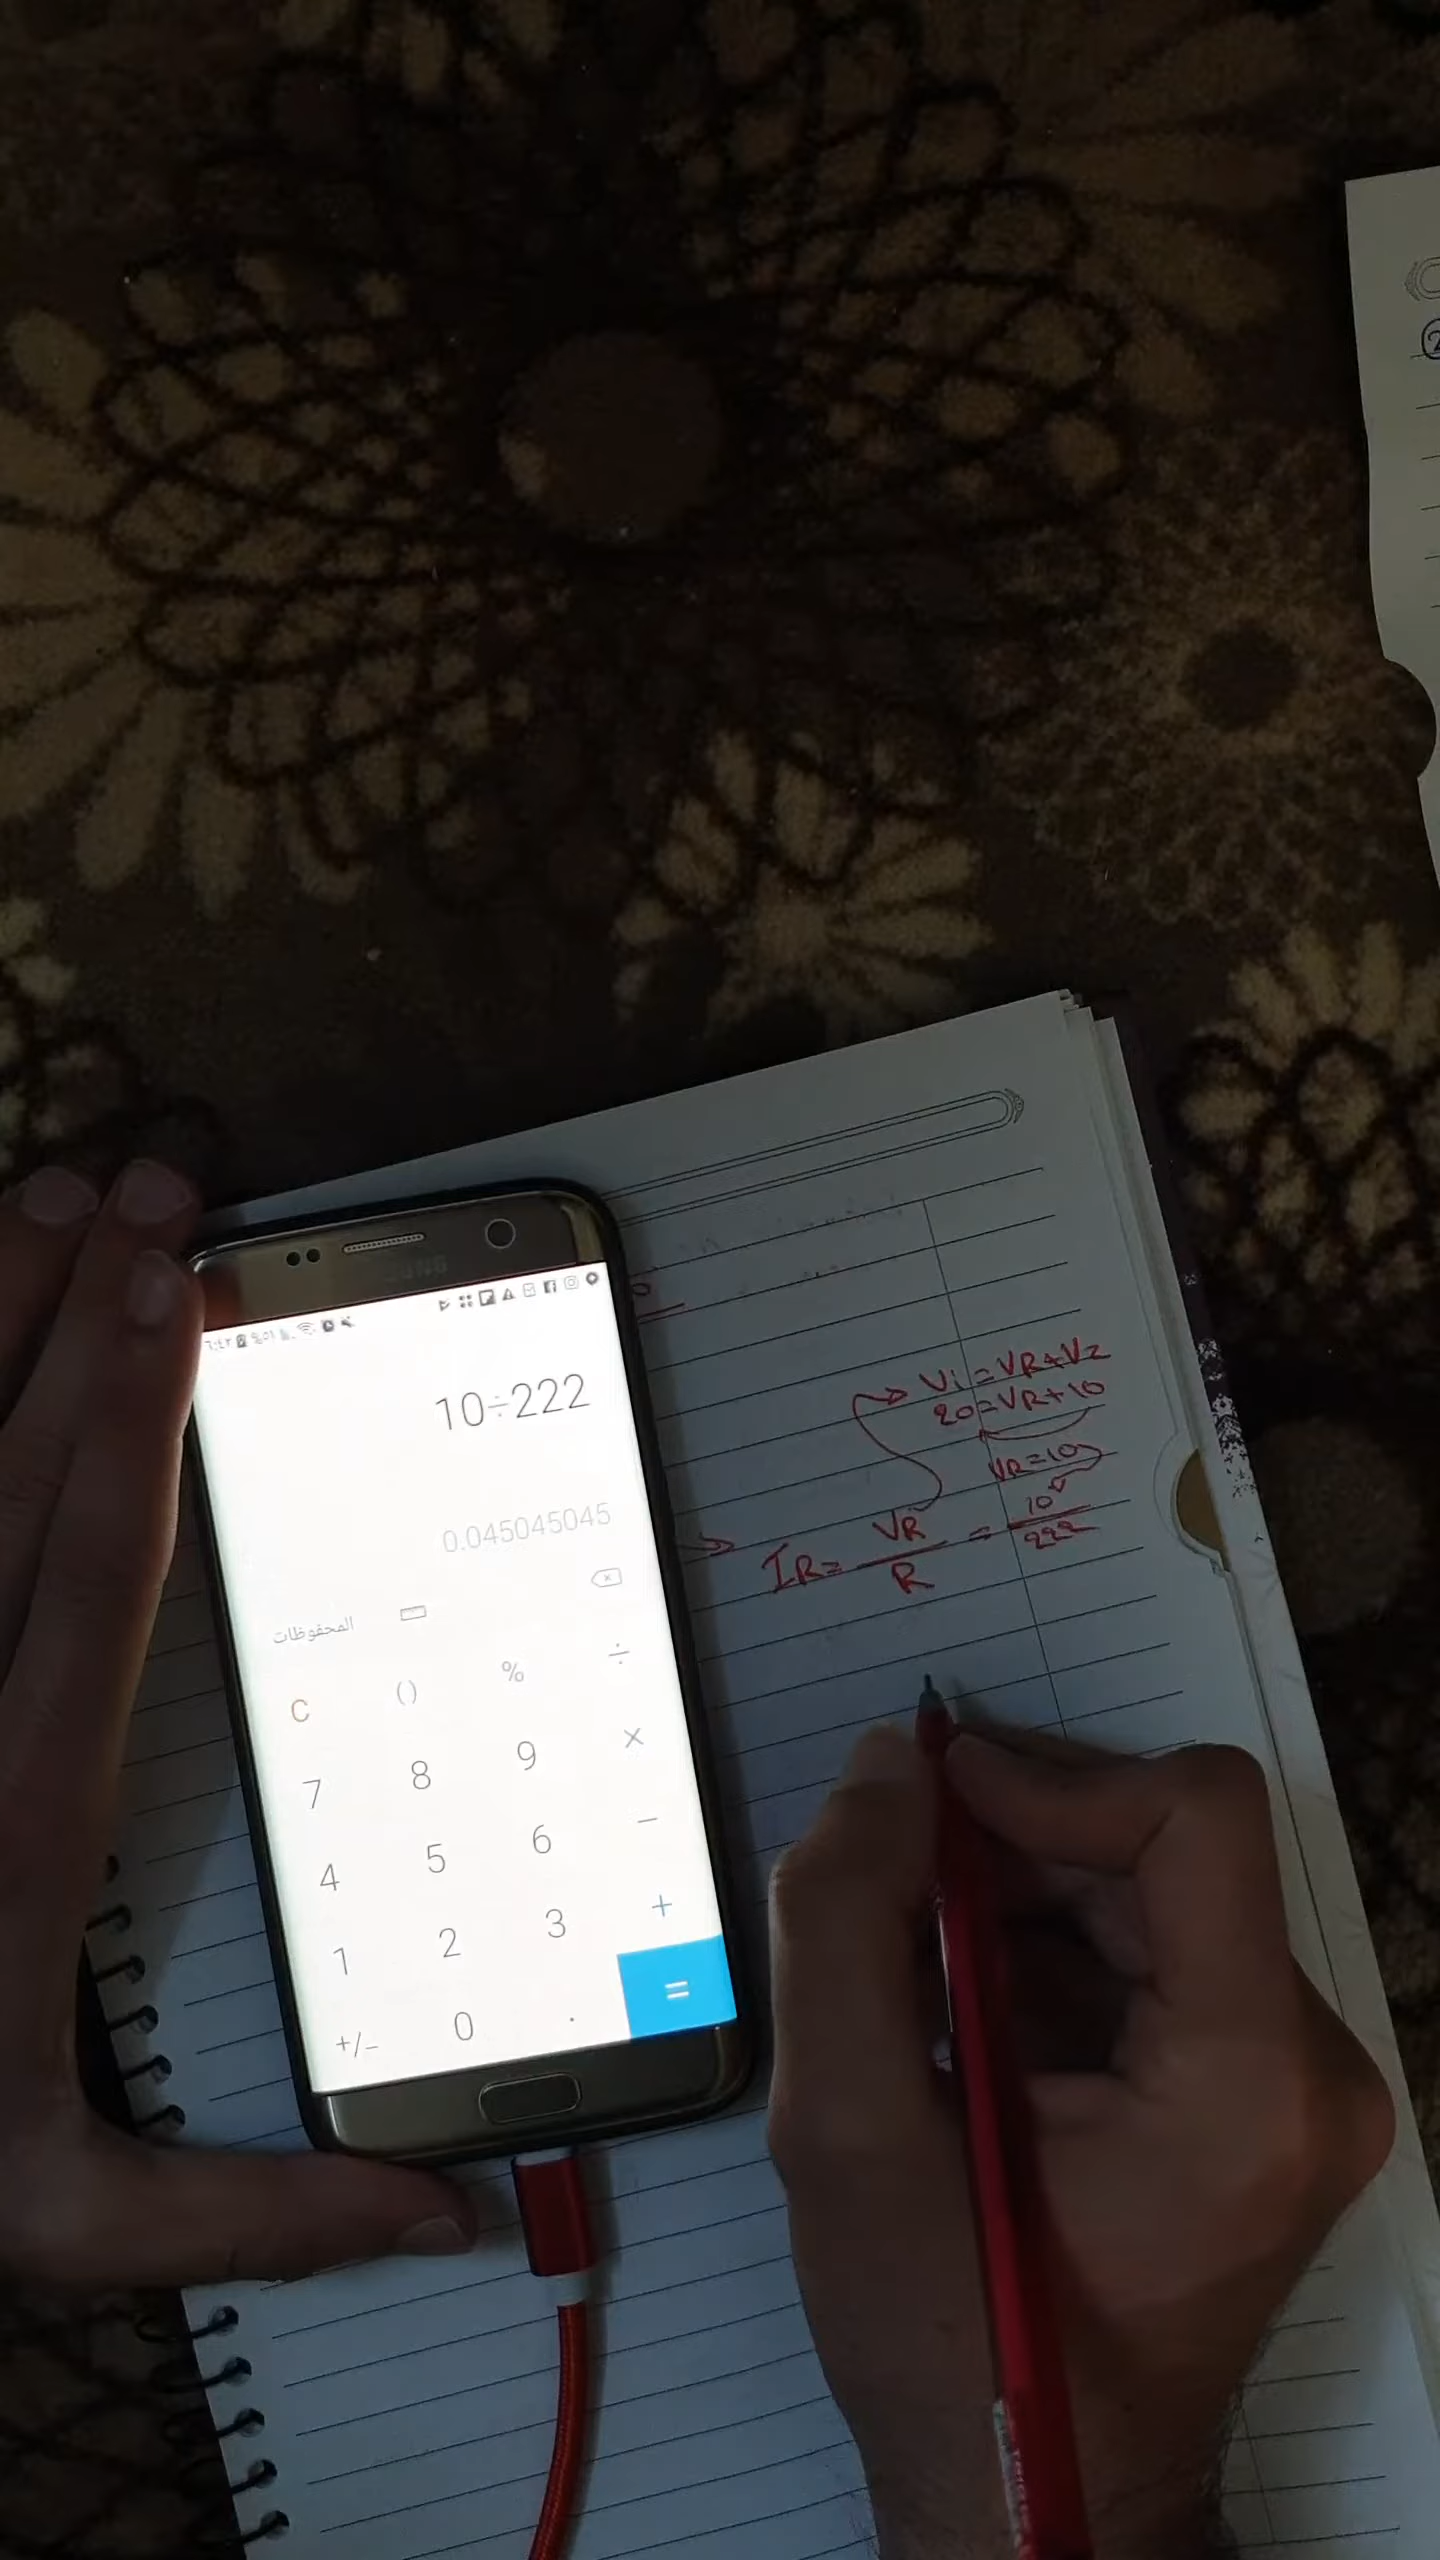 10÷222
0.045045045
المحفوظات
C () % ÷
7 8 9 ×
4 5 6 −
1 2 3 +
+/− 0 . =
Vi = VR + VZ
20 = VR + 10
VR = 10
IR = VR / R = 10 / 222
2